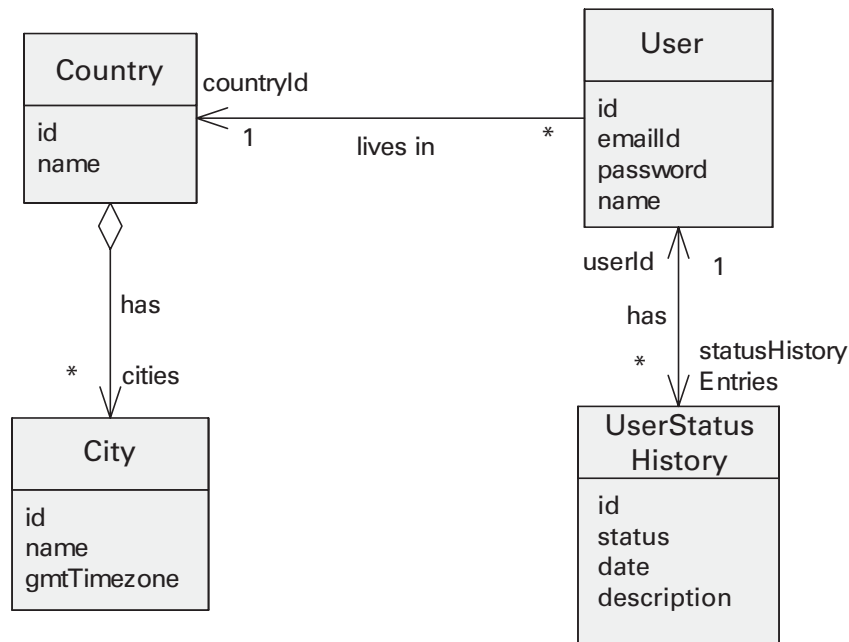 Country
id
name
countryId
1
lives in
*
User
id
emailId
password
name
userId
1
has
*
statusHistory
Entries
has
*
cities
City
id
name
gmtTimezone
UserStatus
History
id
status
date
description